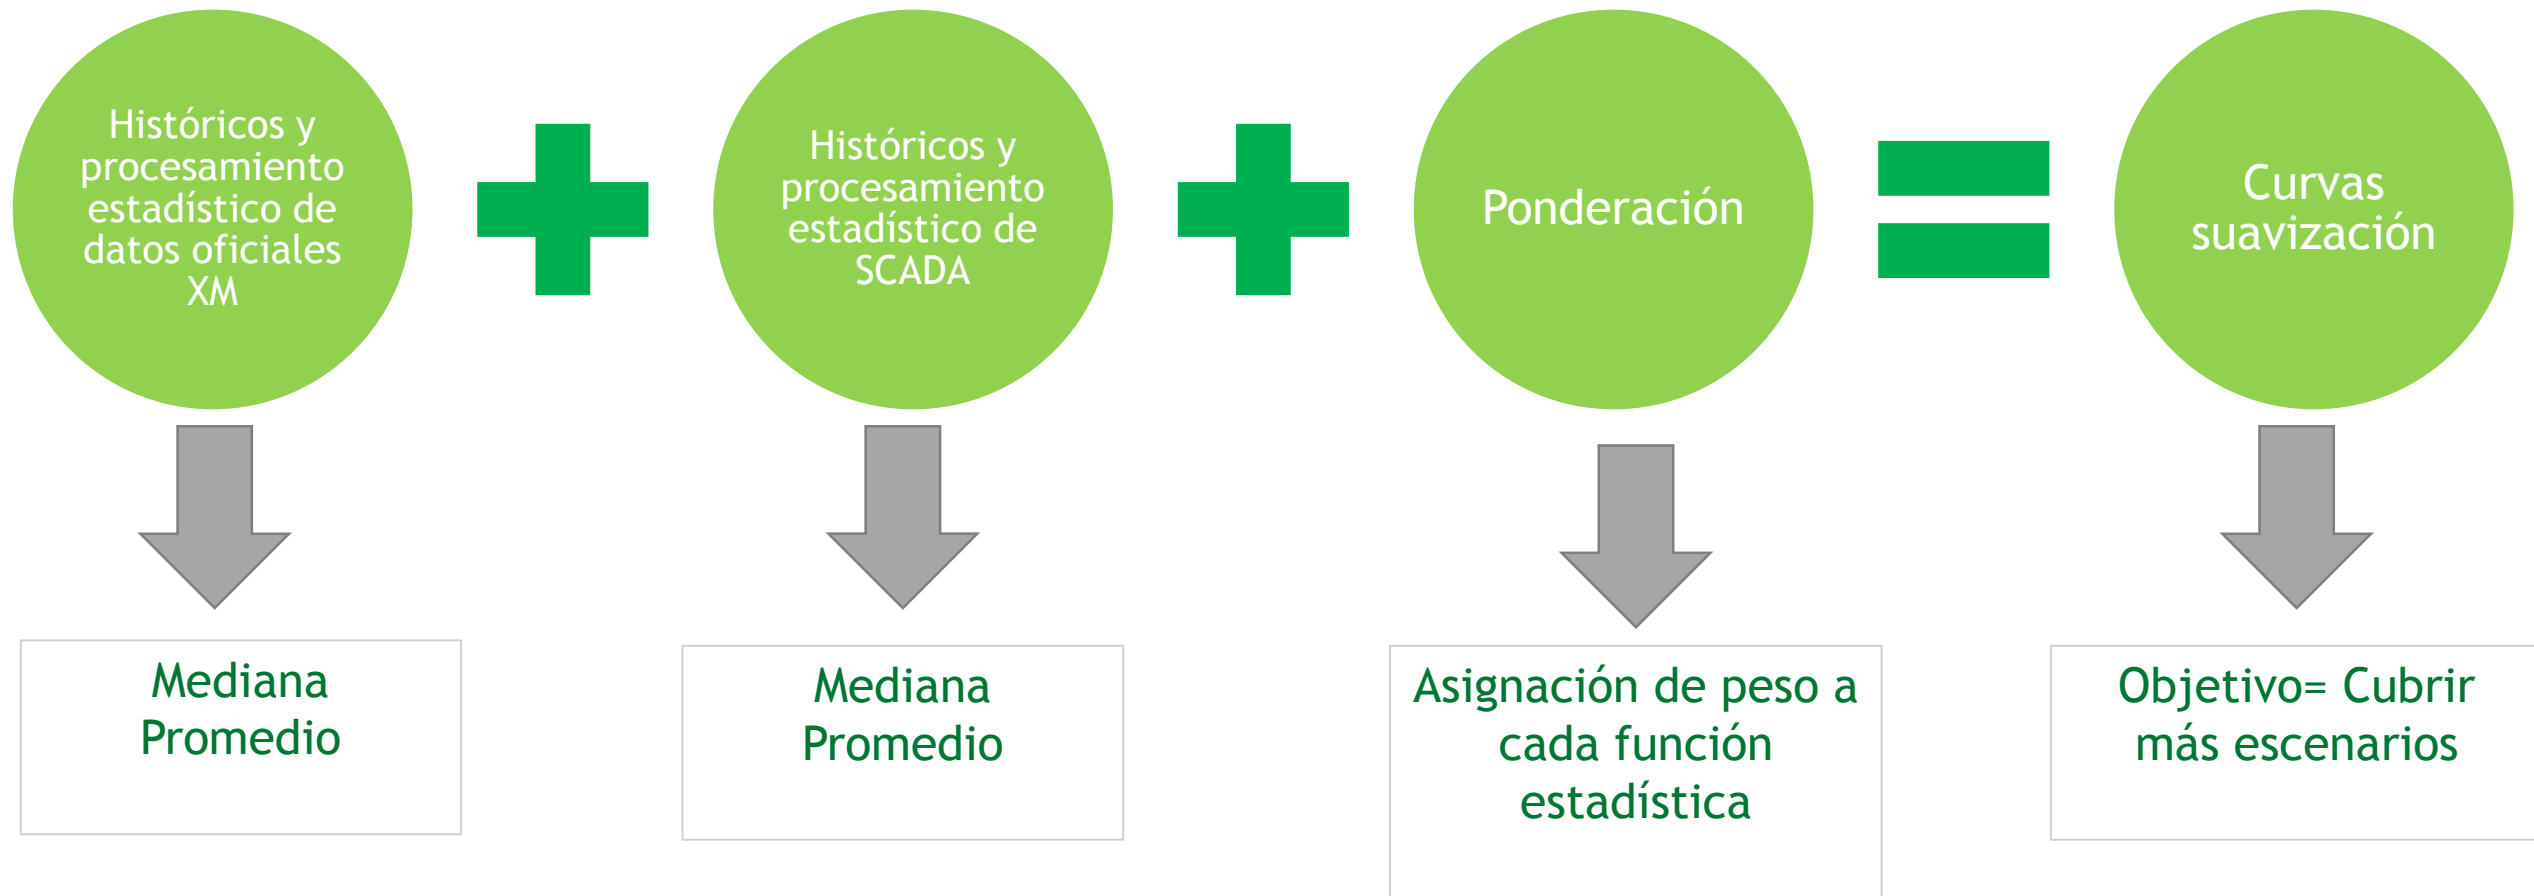 Históricos y
procesamiento
estadístico de
datos oficiales
XM
Históricos y
procesamiento
estadístico de
SCADA
Ponderación
Curvas
suavización
Mediana
Promedio
Mediana
Promedio
Asignación de peso a
cada función
estadística
Objetivo= Cubrir
más escenarios